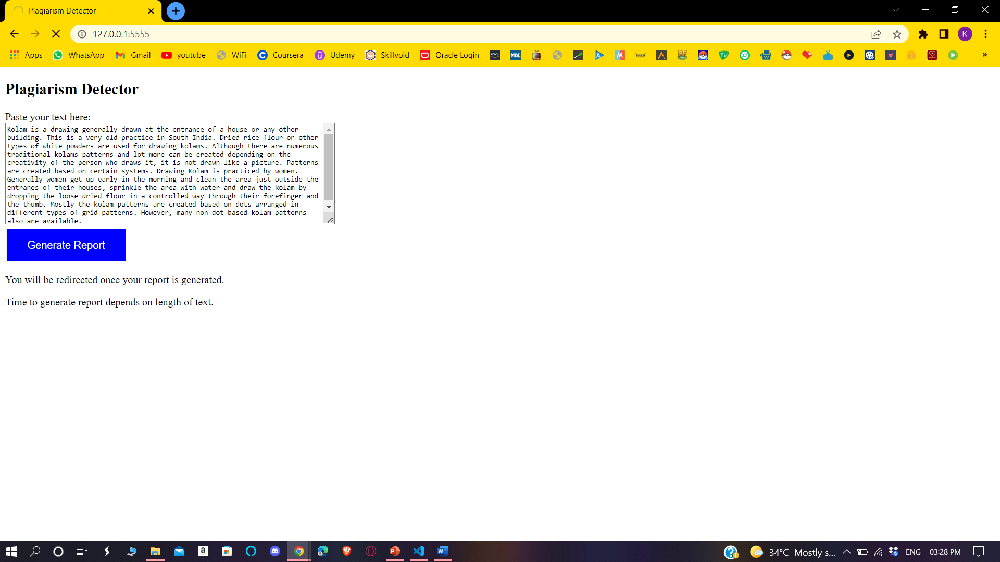 Plagiarism Detector
127.0.0.1:5555
K
Apps WhatsApp Gmail youtube WiFi Coursera Udemy Skillvoid Oracle Login aws MDL »
Plagiarism Detector
Paste your text here:
Kolam is a drawing generally drawn at the entrance of a house or any other
building. This is a very old practice in South India. Dried rice flour or other
types of white powders are used for drawing kolams. Although there are numerous
traditional kolams patterns and lot more can be created depending on the
creativity of the person who draws it, it is not drawn like a picture. Patterns
are created based on certain systems. Drawing Kolam is practiced by women.
Generally women get up early in the morning and clean the area just outside the
entranes of their houses, sprinkle the area with water and draw the kolam by
dropping the loose dried flour in a controlled way through their forefinger and
the thumb. Mostly the kolam patterns are created based on dots arranged in
different types of grid patterns. However, many non-dot based kolam patterns
also are available.
Generate Report
You will be redirected once your report is generated.
Time to generate report depends on length of text.
34°C Mostly s... ENG 03:28 PM